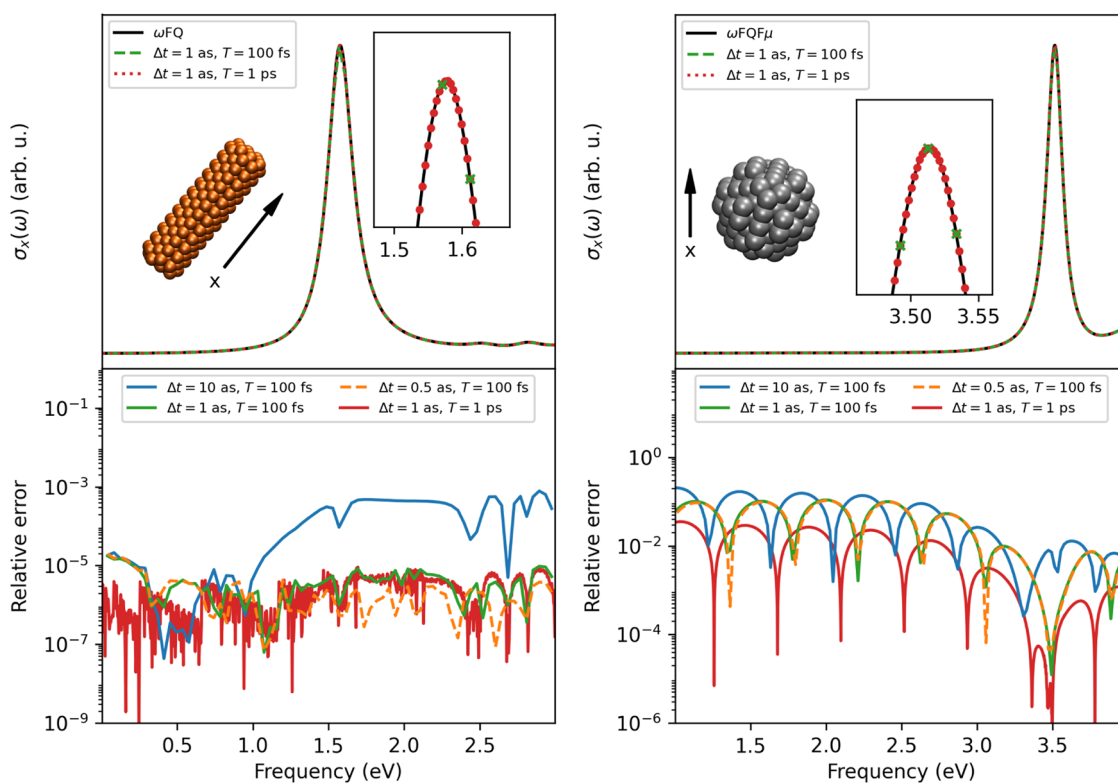 ωFQ
Δt = 1 as, T = 100 fs
Δt = 1 as, T = 1 ps
σx(ω) (arb. u.)
x
1.5 1.6
ωFQFμ
Δt = 1 as, T = 100 fs
Δt = 1 as, T = 1 ps
σx(ω) (arb. u.)
x
3.50 3.55
Δt = 10 as, T = 100 fs Δt = 0.5 as, T = 100 fs
Δt = 1 as, T = 100 fs Δt = 1 as, T = 1 ps
Relative error
10⁻¹
10⁻³
10⁻⁵
10⁻⁷
10⁻⁹
0.5 1.0 1.5 2.0 2.5
Frequency (eV)
Δt = 10 as, T = 100 fs Δt = 0.5 as, T = 100 fs
Δt = 1 as, T = 100 fs Δt = 1 as, T = 1 ps
Relative error
10⁰
10⁻²
10⁻⁴
10⁻⁶
1.5 2.0 2.5 3.0 3.5
Frequency (eV)